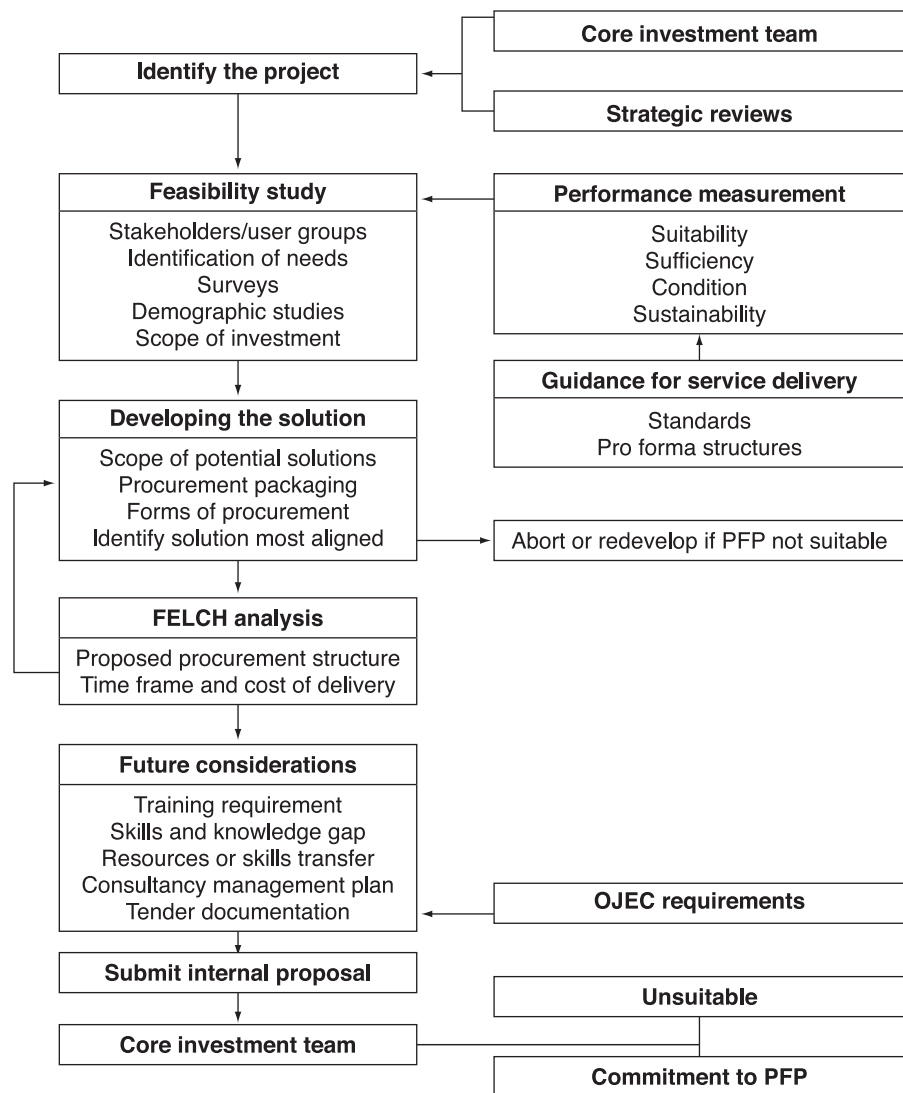 Core investment team
Identify the project
Strategic reviews
Feasibility study
Stakeholders/user groups
Identification of needs
Surveys
Demographic studies
Scope of investment
Performance measurement
Suitability
Sufficiency
Condition
Sustainability
Guidance for service delivery
Standards
Pro forma structures
Developing the solution
Scope of potential solutions
Procurement packaging
Forms of procurement
Identify solution most aligned
Abort or redevelop if PFP not suitable
FELCH analysis
Proposed procurement structure
Time frame and cost of delivery
Future considerations
Training requirement
Skills and knowledge gap
Resources or skills transfer
Consultancy management plan
Tender documentation
OJEC requirements
Submit internal proposal
Core investment team
Unsuitable
Commitment to PFP